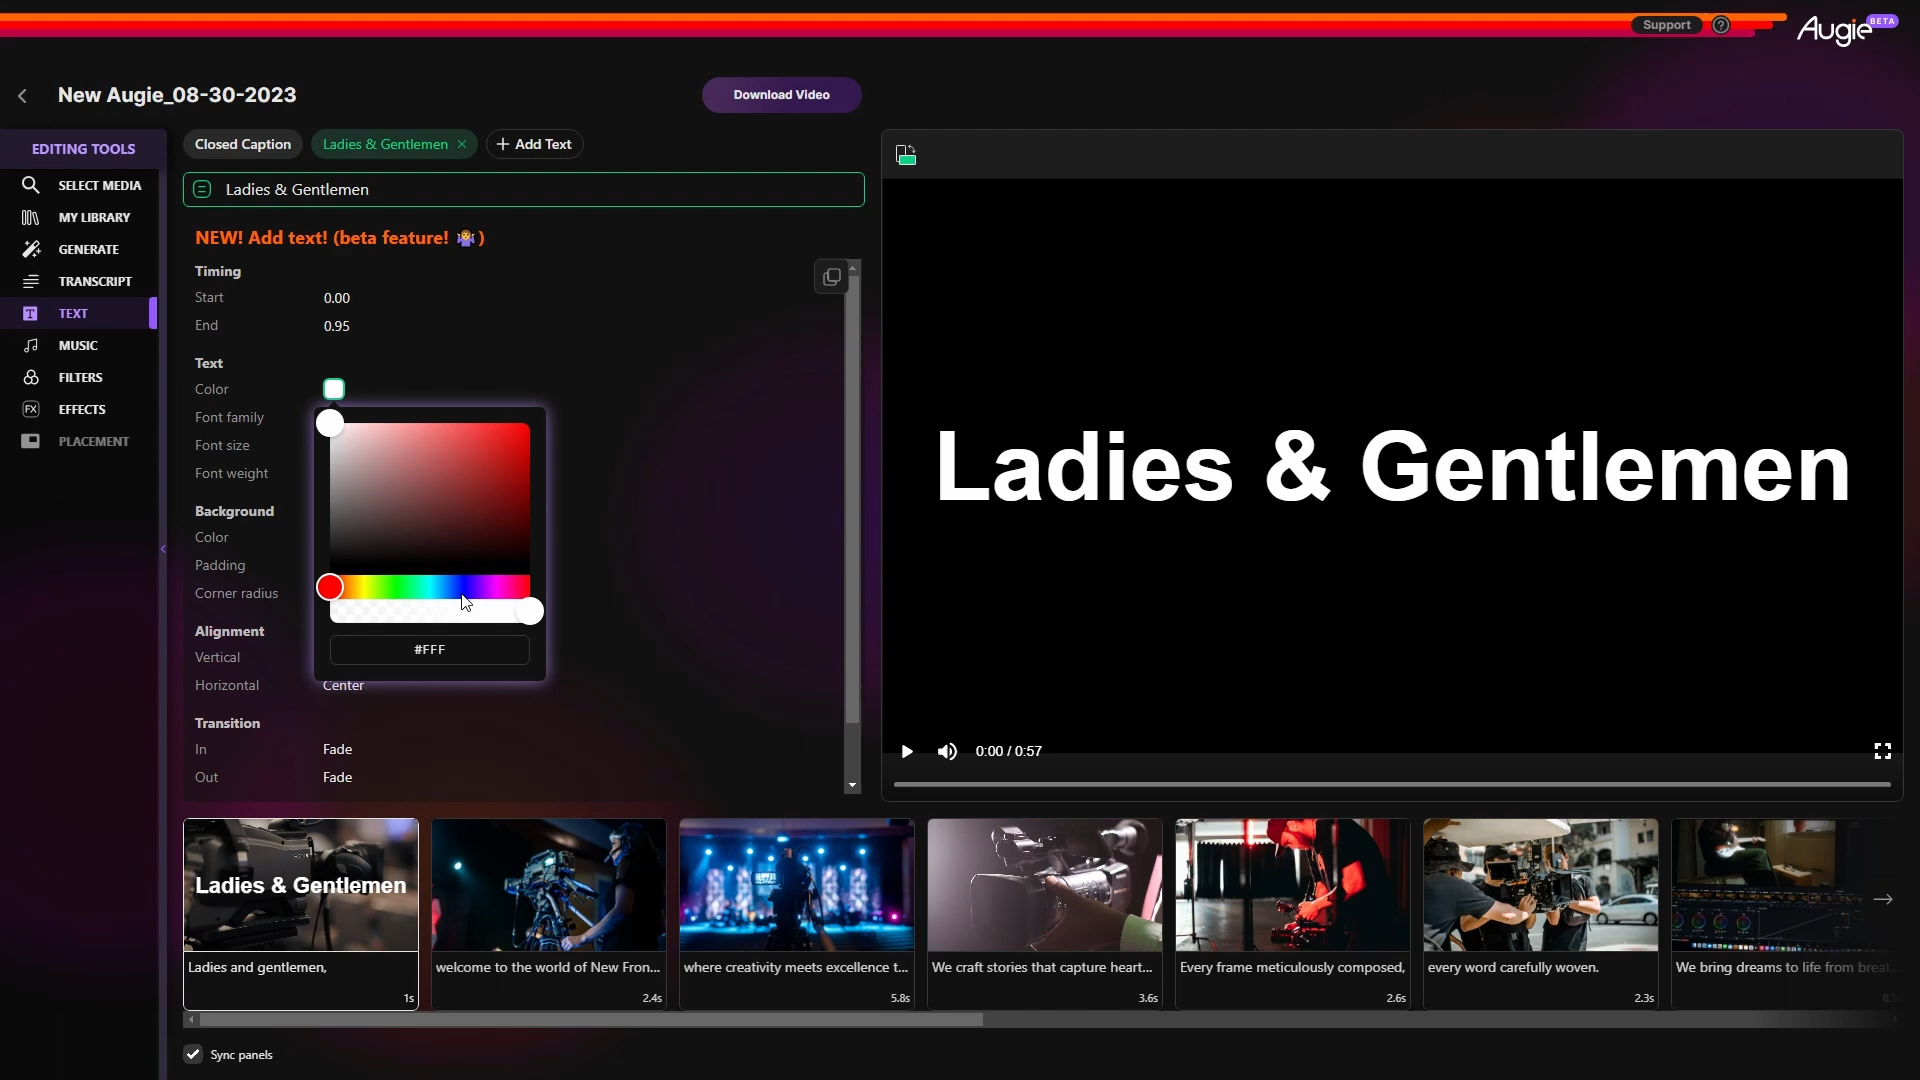 Support
?
Augie BETA
New Augie_08-30-2023
Download Video
EDITING TOOLS
SELECT MEDIA
MY LIBRARY
GENERATE
TRANSCRIPT
TEXT
MUSIC
FILTERS
EFFECTS
PLACEMENT
Closed Caption
Ladies & Gentlemen ×
+ Add Text
Ladies & Gentlemen
NEW! Add text! (beta feature! 🤷‍♀️)
Timing
Start 0.00
End 0.95
Text
Color
Font family
Font size
Font weight
Background
Color
Padding
Corner radius
#FFF
Alignment
Vertical
Horizontal Center
Transition
In Fade
Out Fade
Ladies & Gentlemen
0:00 / 0:57
Ladies & Gentlemen
Ladies and gentlemen,
1s
welcome to the world of New Fron...
2.4s
where creativity meets excellence t...
5.8s
We craft stories that capture heart...
3.6s
Every frame meticulously composed,
2.6s
every word carefully woven.
2.3s
We bring dreams to life from breat...
Sync panels